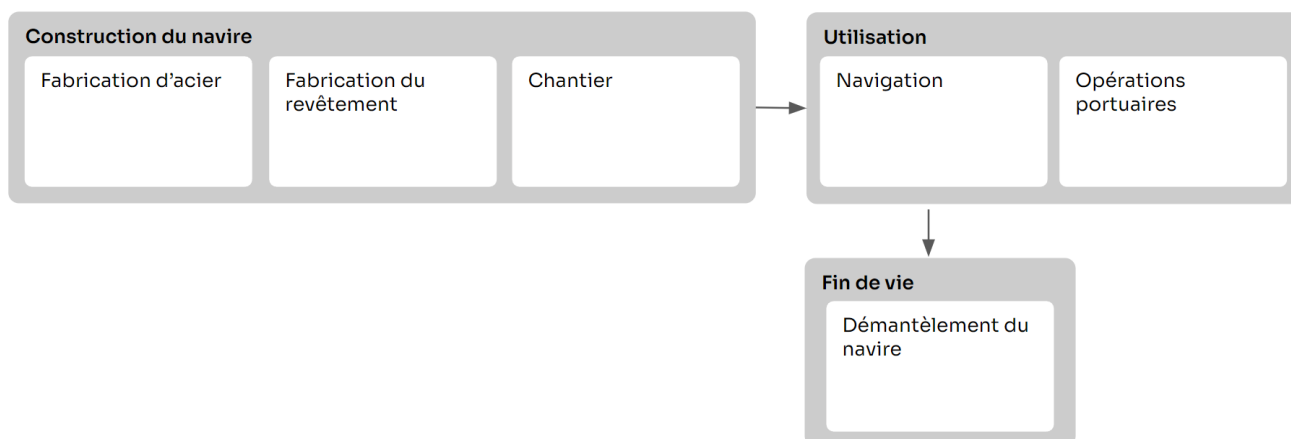 Construction du navire
Fabrication d’acier
Fabrication du
revêtement
Chantier
Utilisation
Navigation
Opérations
portuaires
Fin de vie
Démantèlement du
navire